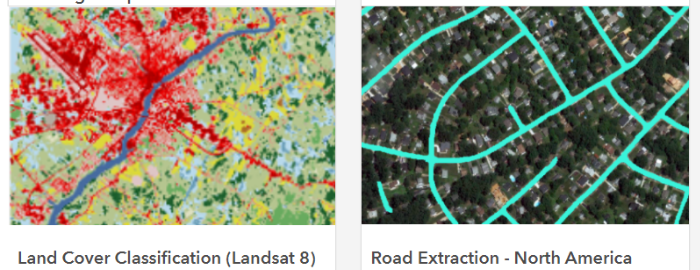 Land Cover Classification (Landsat 8)
Road Extraction - North America